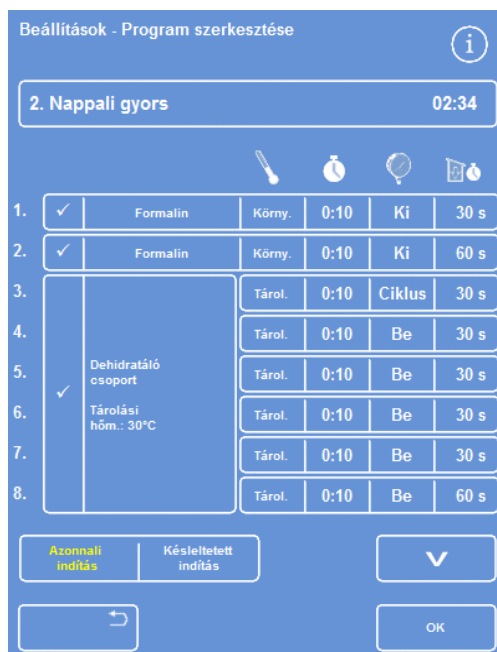 Beállítások - Program szerkesztése
i
2. Nappali gyors 02:34
1. ✓ Formalin Körny. 0:10 Ki 30 s
2. ✓ Formalin Körny. 0:10 Ki 60 s
3. Tárol. 0:10 Ciklus 30 s
4. Tárol. 0:10 Be 30 s
5. Dehidratáló
csoport Tárol. 0:10 Be 30 s
✓
6. Tárolási
hőm.: 30°C Tárol. 0:10 Be 30 s
7. Tárol. 0:10 Be 30 s
8. Tárol. 0:10 Be 60 s
Azonnali
indítás
Késleltetett
indítás
OK